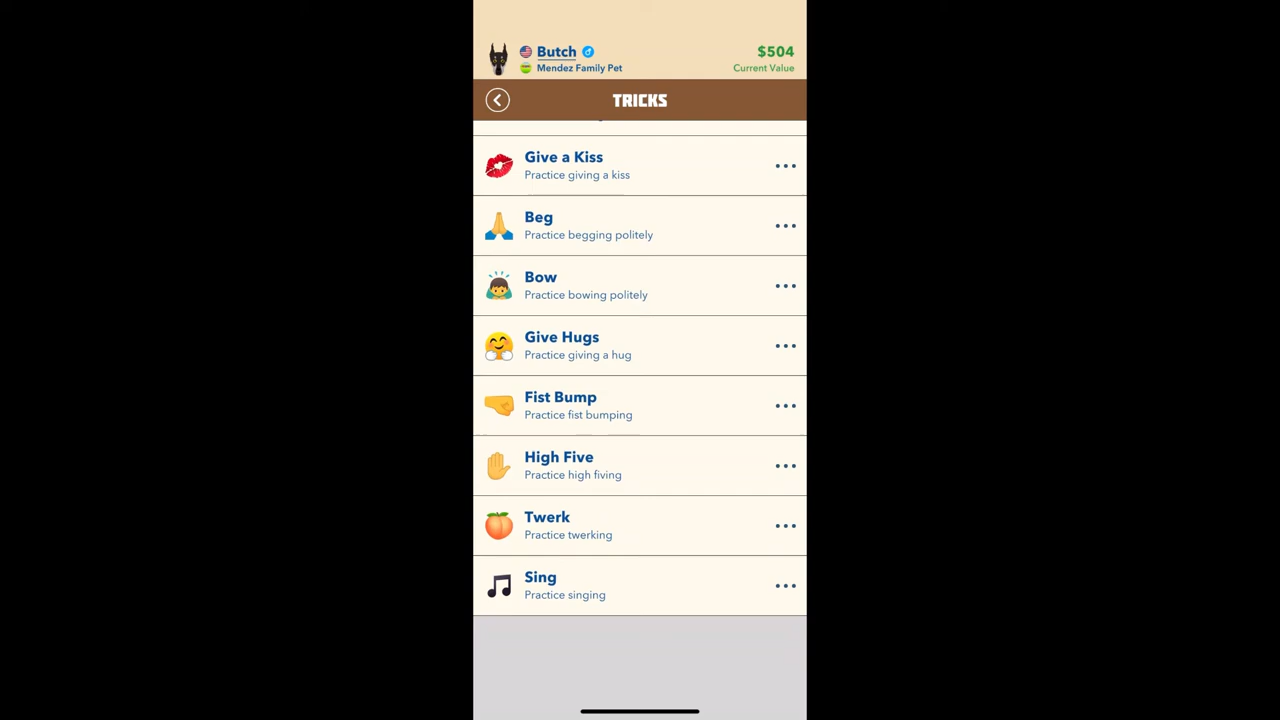 Butch
$504
Mendez Family Pet
Current Value
TRICKS
Give a Kiss
Practice giving a kiss
Beg
Practice begging politely
Bow
Practice bowing politely
Give Hugs
Practice giving a hug
Fist Bump
Practice fist bumping
High Five
Practice high fiving
Twerk
Practice twerking
Sing
Practice singing